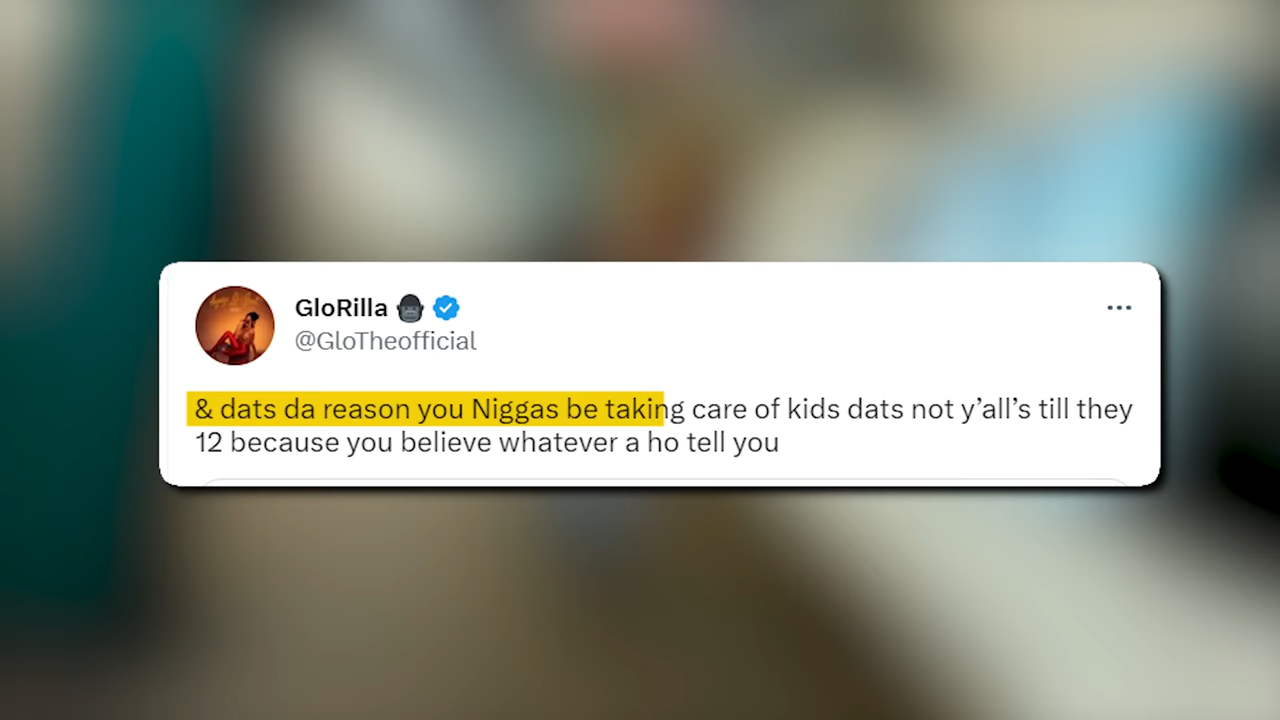 GloRilla
@GloTheofficial
& dats da reason you Niggas be taking care of kids dats not y’all’s till they
12 because you believe whatever a ho tell you